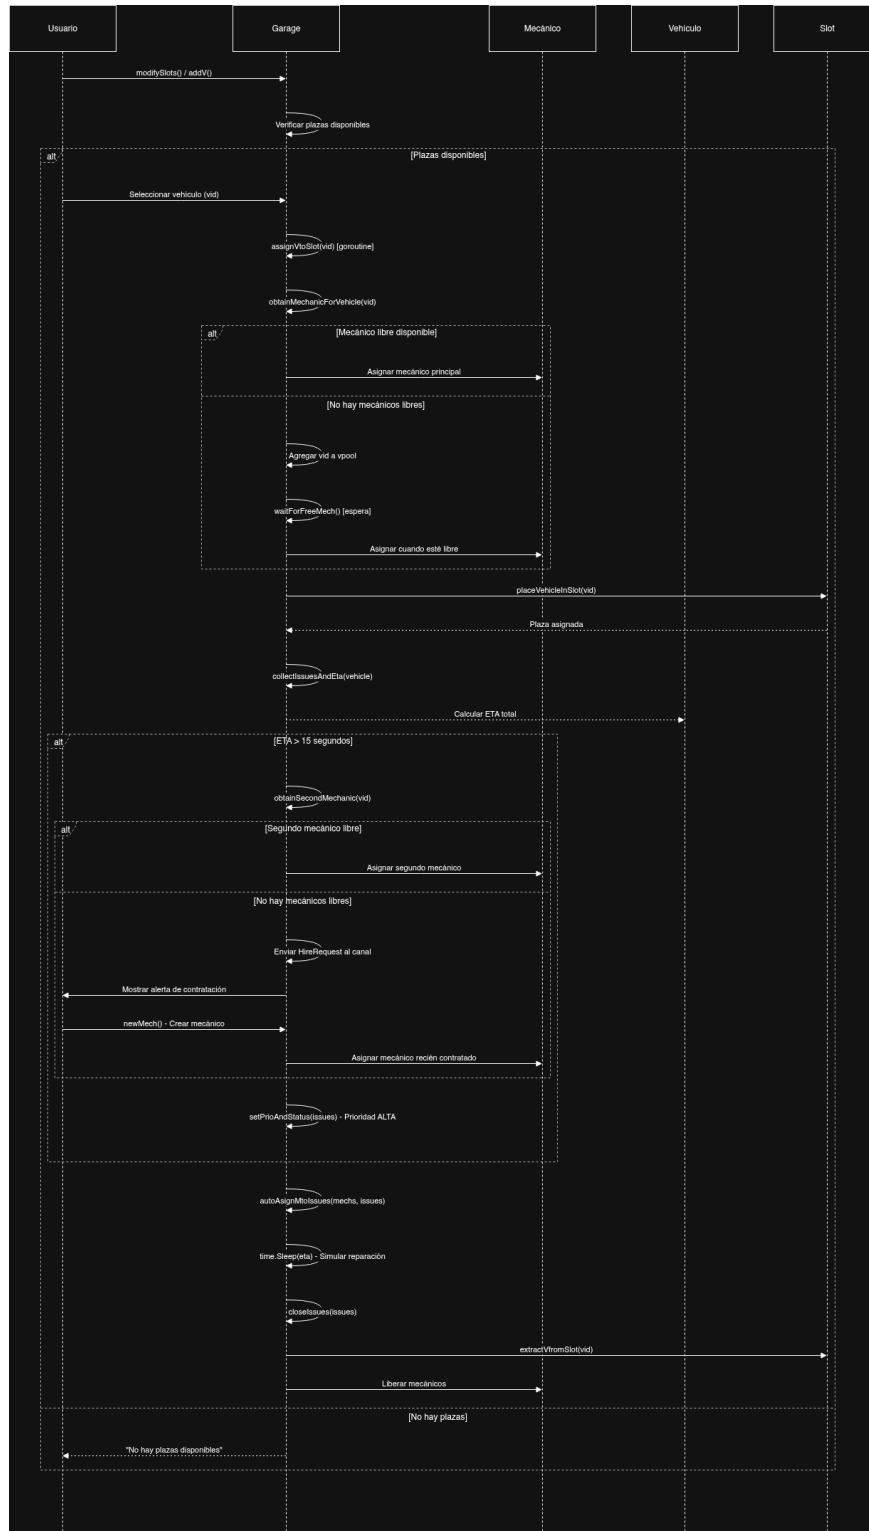 Usuario
Garage
Mecánico
Vehículo
Slot
modifySlots() / addV()
Verificar plazas disponibles
alt
[Plazas disponibles]
Seleccionar vehículo (vid)
assignVtoSlot(vid) [goroutine]
obtainMechanicForVehicle(vid)
alt
[Mecánico libre disponible]
Asignar mecánico principal
[No hay mecánicos libres]
Agregar vid a vpool
waitForFreeMech() [espera]
Asignar cuando esté libre
placeVehicleInSlot(vid)
Plaza asignada
collectIssuesAndEta(vehicle)
Calcular ETA total
alt
[ETA > 15 segundos]
obtainSecondMechanic(vid)
alt
[Segundo mecánico libre]
Asignar segundo mecánico
[No hay mecánicos libres]
Enviar HireRequest al canal
Mostrar alerta de contratación
newMech() - Crear mecánico
Asignar mecánico recién contratado
setPrioAndStatus(issues) - Prioridad ALTA
autoAsignMtoIssues(mechs, issues)
time.Sleep(eta) - Simular reparación
closeIssues(issues)
extractVfromSlot(vid)
Liberar mecánicos
[No hay plazas]
"No hay plazas disponibles"